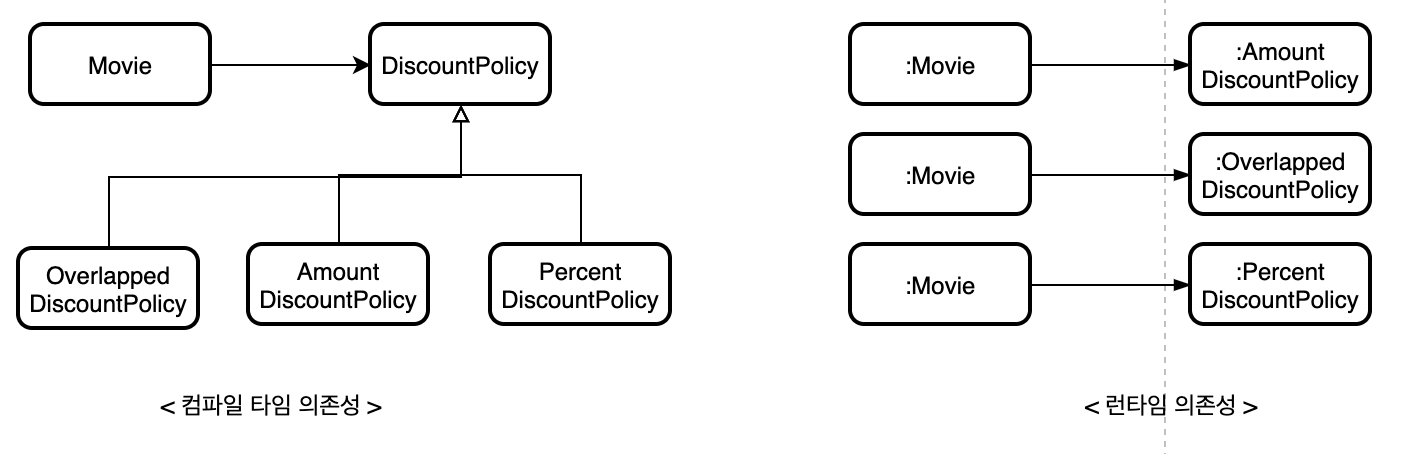 Movie
DiscountPolicy
Overlapped
DiscountPolicy
Amount
DiscountPolicy
Percent
DiscountPolicy
< 컴파일 타임 의존성 >
:Movie
:Amount
DiscountPolicy
:Movie
:Overlapped
DiscountPolicy
:Movie
:Percent
DiscountPolicy
< 런타임 의존성 >